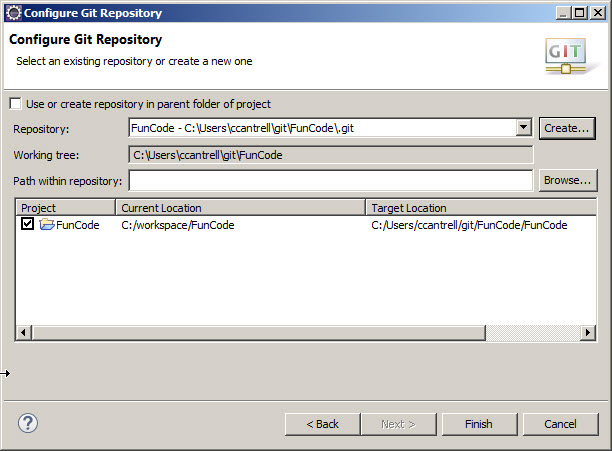 Configure Git Repository
Configure Git Repository
Select an existing repository or create a new one
GIT
Use or create repository in parent folder of project
Repository: FunCode - C:\Users\ccantrell\git\FunCode\.git Create...
Working tree: C:\Users\ccantrell\git\FunCode
Path within repository: Browse...
Project Current Location Target Location
FunCode C:/workspace/FunCode C:/Users/ccantrell/git/FunCode/FunCode
? < Back Next > Finish Cancel